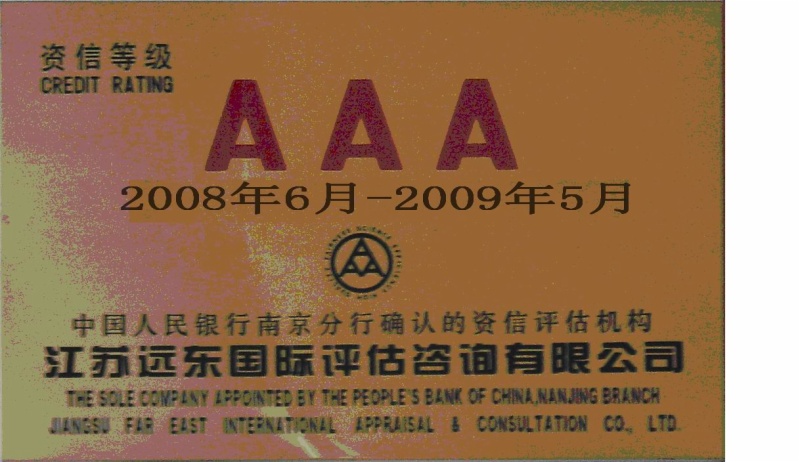 资信等级
CREDIT RATING
A A A
2008年6月-2009年5月
中国人民银行南京分行确认的资信评估机构
江苏远东国际评估咨询有限公司
THE SOLE COMPANY APPOINTED BY THE PEOPLE'S BANK OF CHINA,NANJING BRANCH
JIANGSU FAR EAST INTERNATIONAL APPRAISAL & CONSULTATION CO., LTD.